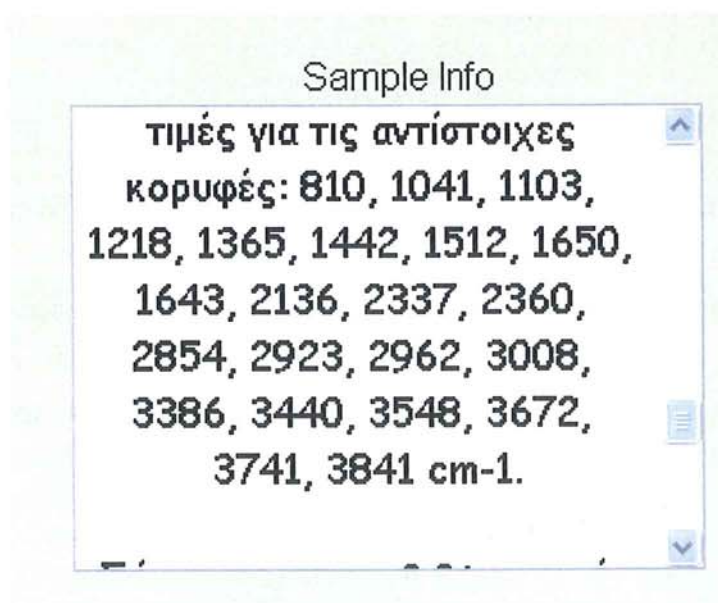 Sample Info
τιμές για τις αντίστοιχες
κορυφές: 810, 1041, 1103,
1218, 1365, 1442, 1512, 1650,
1643, 2136, 2337, 2360,
2854, 2923, 2962, 3008,
3386, 3440, 3548, 3672,
3741, 3841 cm-1.